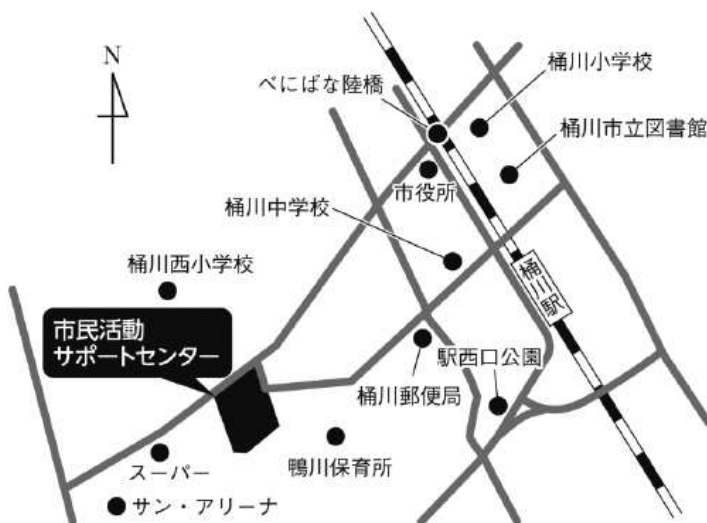 N
べにばな陸橋
桶川小学校
桶川市立図書館
市役所
桶川中学校
桶川西小学校
桶川駅
市民活動
サポートセンター
駅西口公園
桶川郵便局
鴨川保育所
スーパー
サン・アリーナ